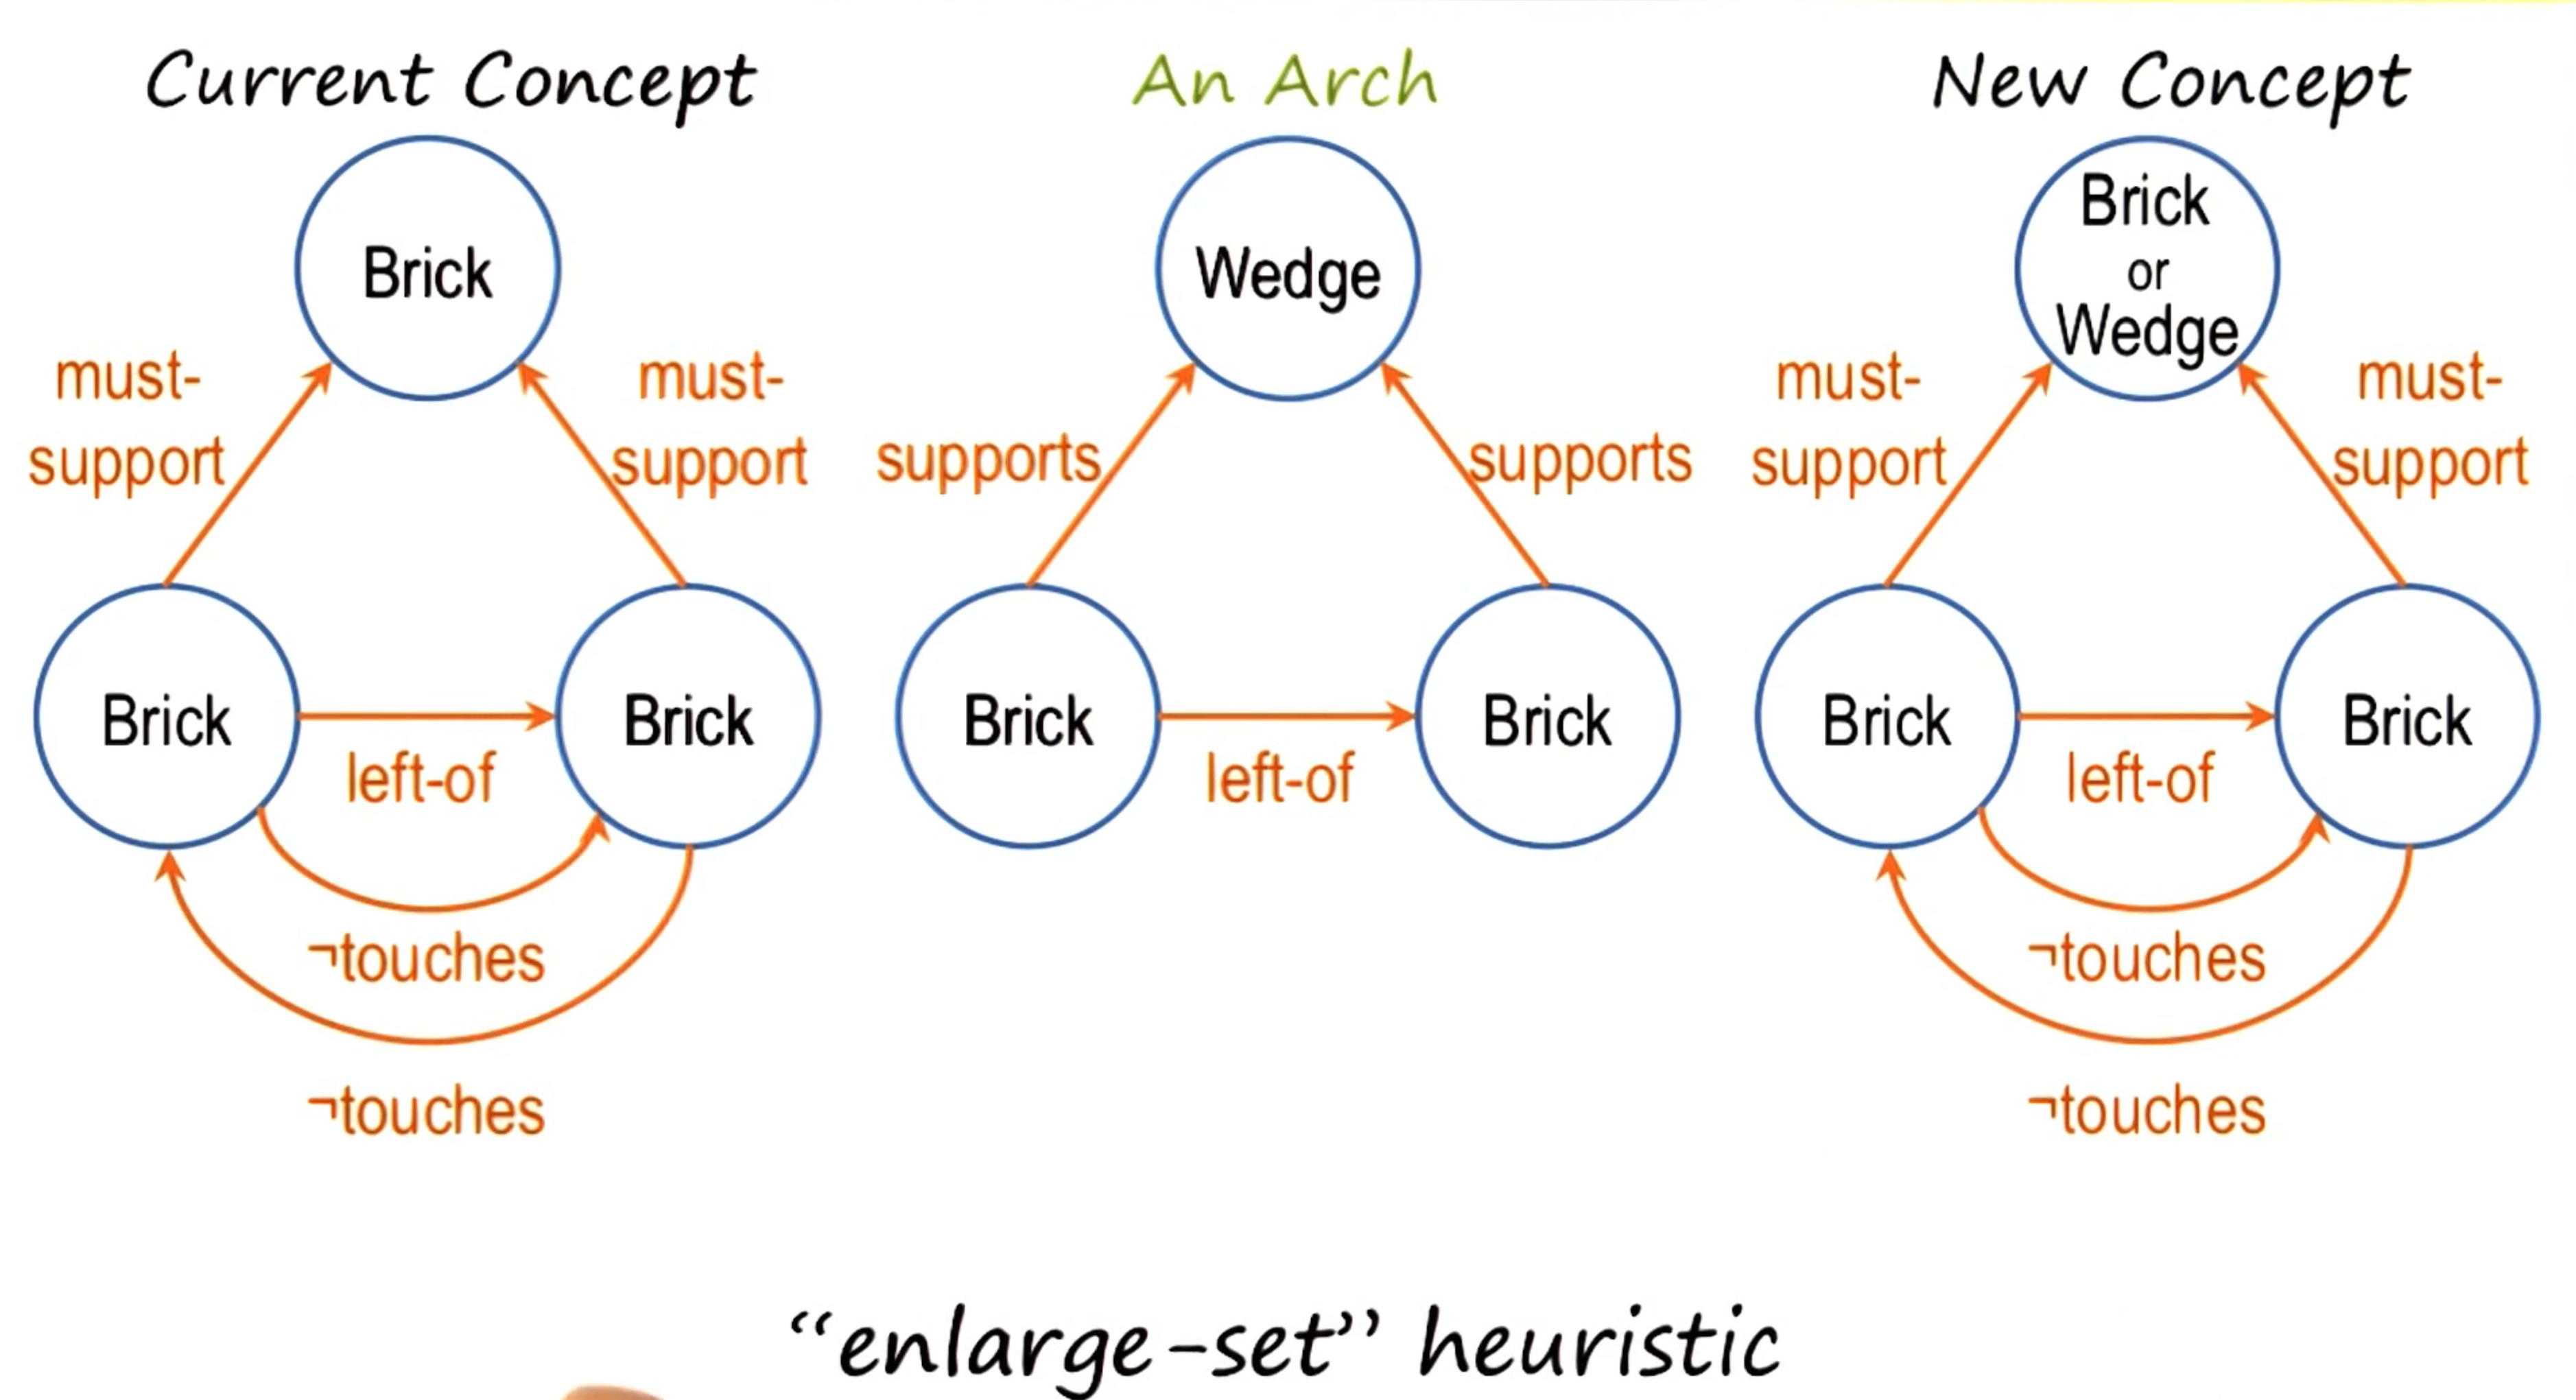 Current Concept
An Arch
New Concept
Brick
Wedge
Brick
or
Wedge
must-
support
must-
support
supports
supports
must-
support
must-
support
Brick
left-of
Brick
Brick
left-of
Brick
Brick
left-of
Brick
¬touches
¬touches
¬touches
¬touches
“enlarge-set” heuristic